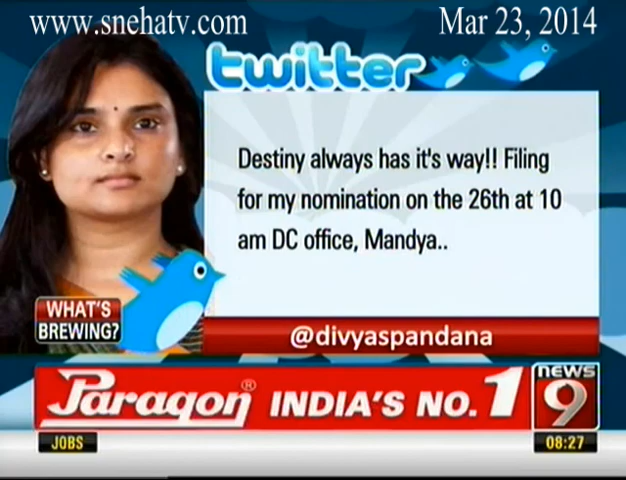 www.snehatv.com
Mar 23, 2014
twitter
Destiny always has it's way!! Filing
for my nomination on the 26th at 10
am DC office, Mandya..
WHAT'S
BREWING?
@divyaspandana
Paragon® INDIA'S NO. 1
NEWS
9
JOBS
08:27